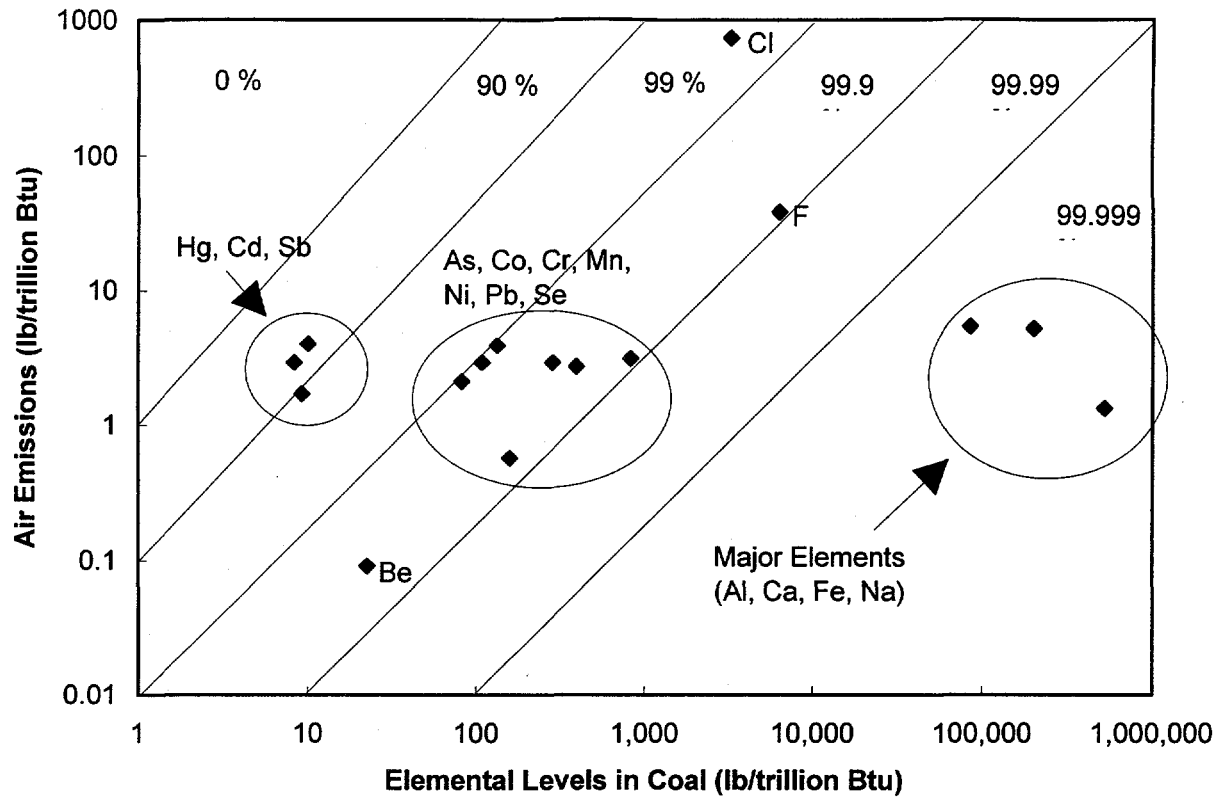 1000
100
10
1
0.1
0.01
Air Emissions (lb/trillion Btu)
0 %
90 %
99 %
99.9
99.99
99.999
Cl
F
Hg, Cd, Sb
As, Co, Cr, Mn,
Ni, Pb, Se
Be
Major Elements
(Al, Ca, Fe, Na)
1
10
100
1,000
10,000
100,000
1,000,000
Elemental Levels in Coal (lb/trillion Btu)